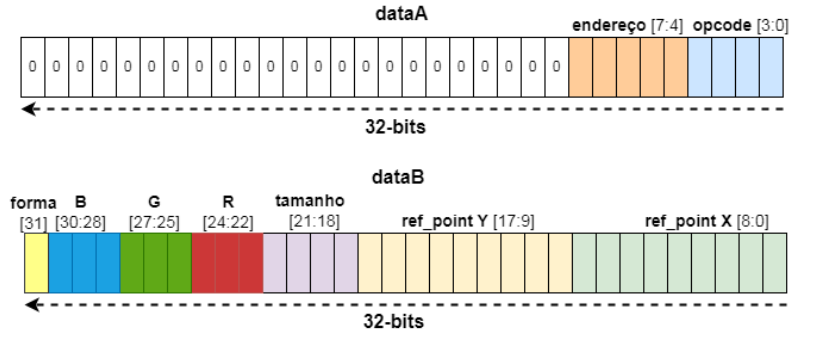 dataA
endereço [7:4] opcode [3:0]
0 0 0 0 0 0 0 0 0 0 0 0 0 0 0 0 0 0 0 0 0 0 0
32-bits
dataB
forma B G R tamanho
[31] [30:28] [27:25] [24:22] [21:18] ref_point Y [17:9] ref_point X [8:0]
32-bits